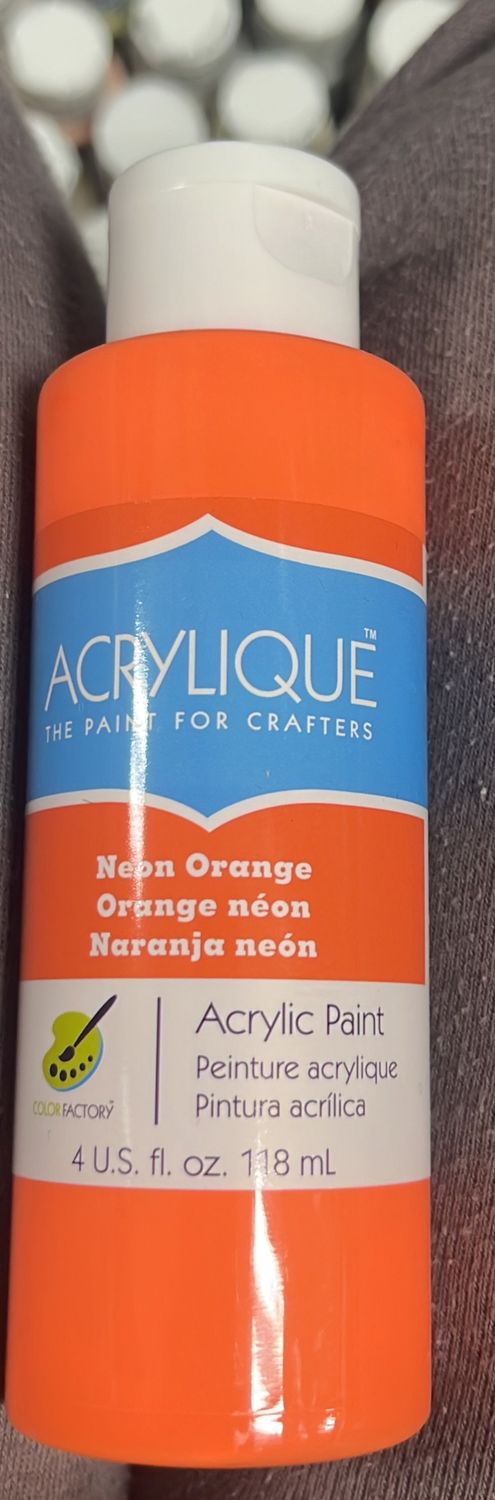 ACRYLIQUE™
THE PAINT FOR CRAFTERS
Neon Orange
Orange néon
Naranja neón
Acrylic Paint
Peinture acrylique
Pintura acrílica
COLOR FACTORY™
4 U.S. fl. oz. 118 mL